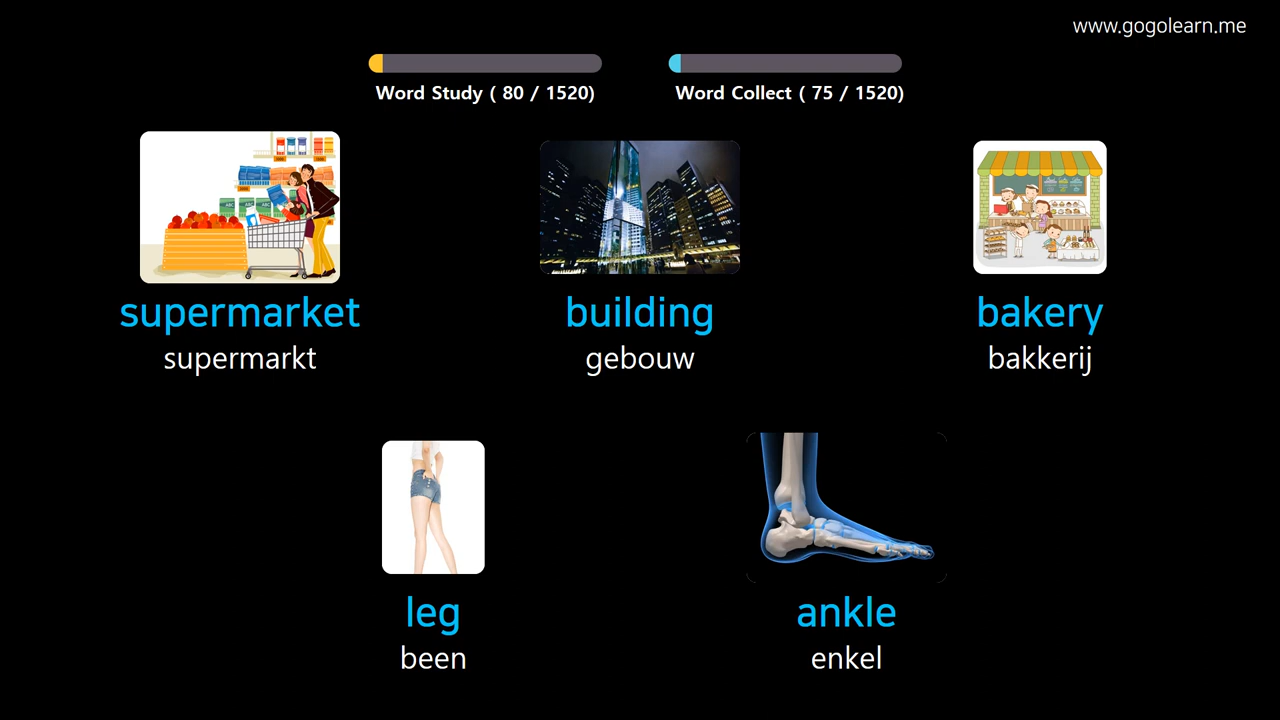 www.gogolearn.me
Word Study ( 80 / 1520)
Word Collect ( 75 / 1520)
supermarket
supermarkt
building
gebouw
bakery
bakkerij
leg
been
ankle
enkel